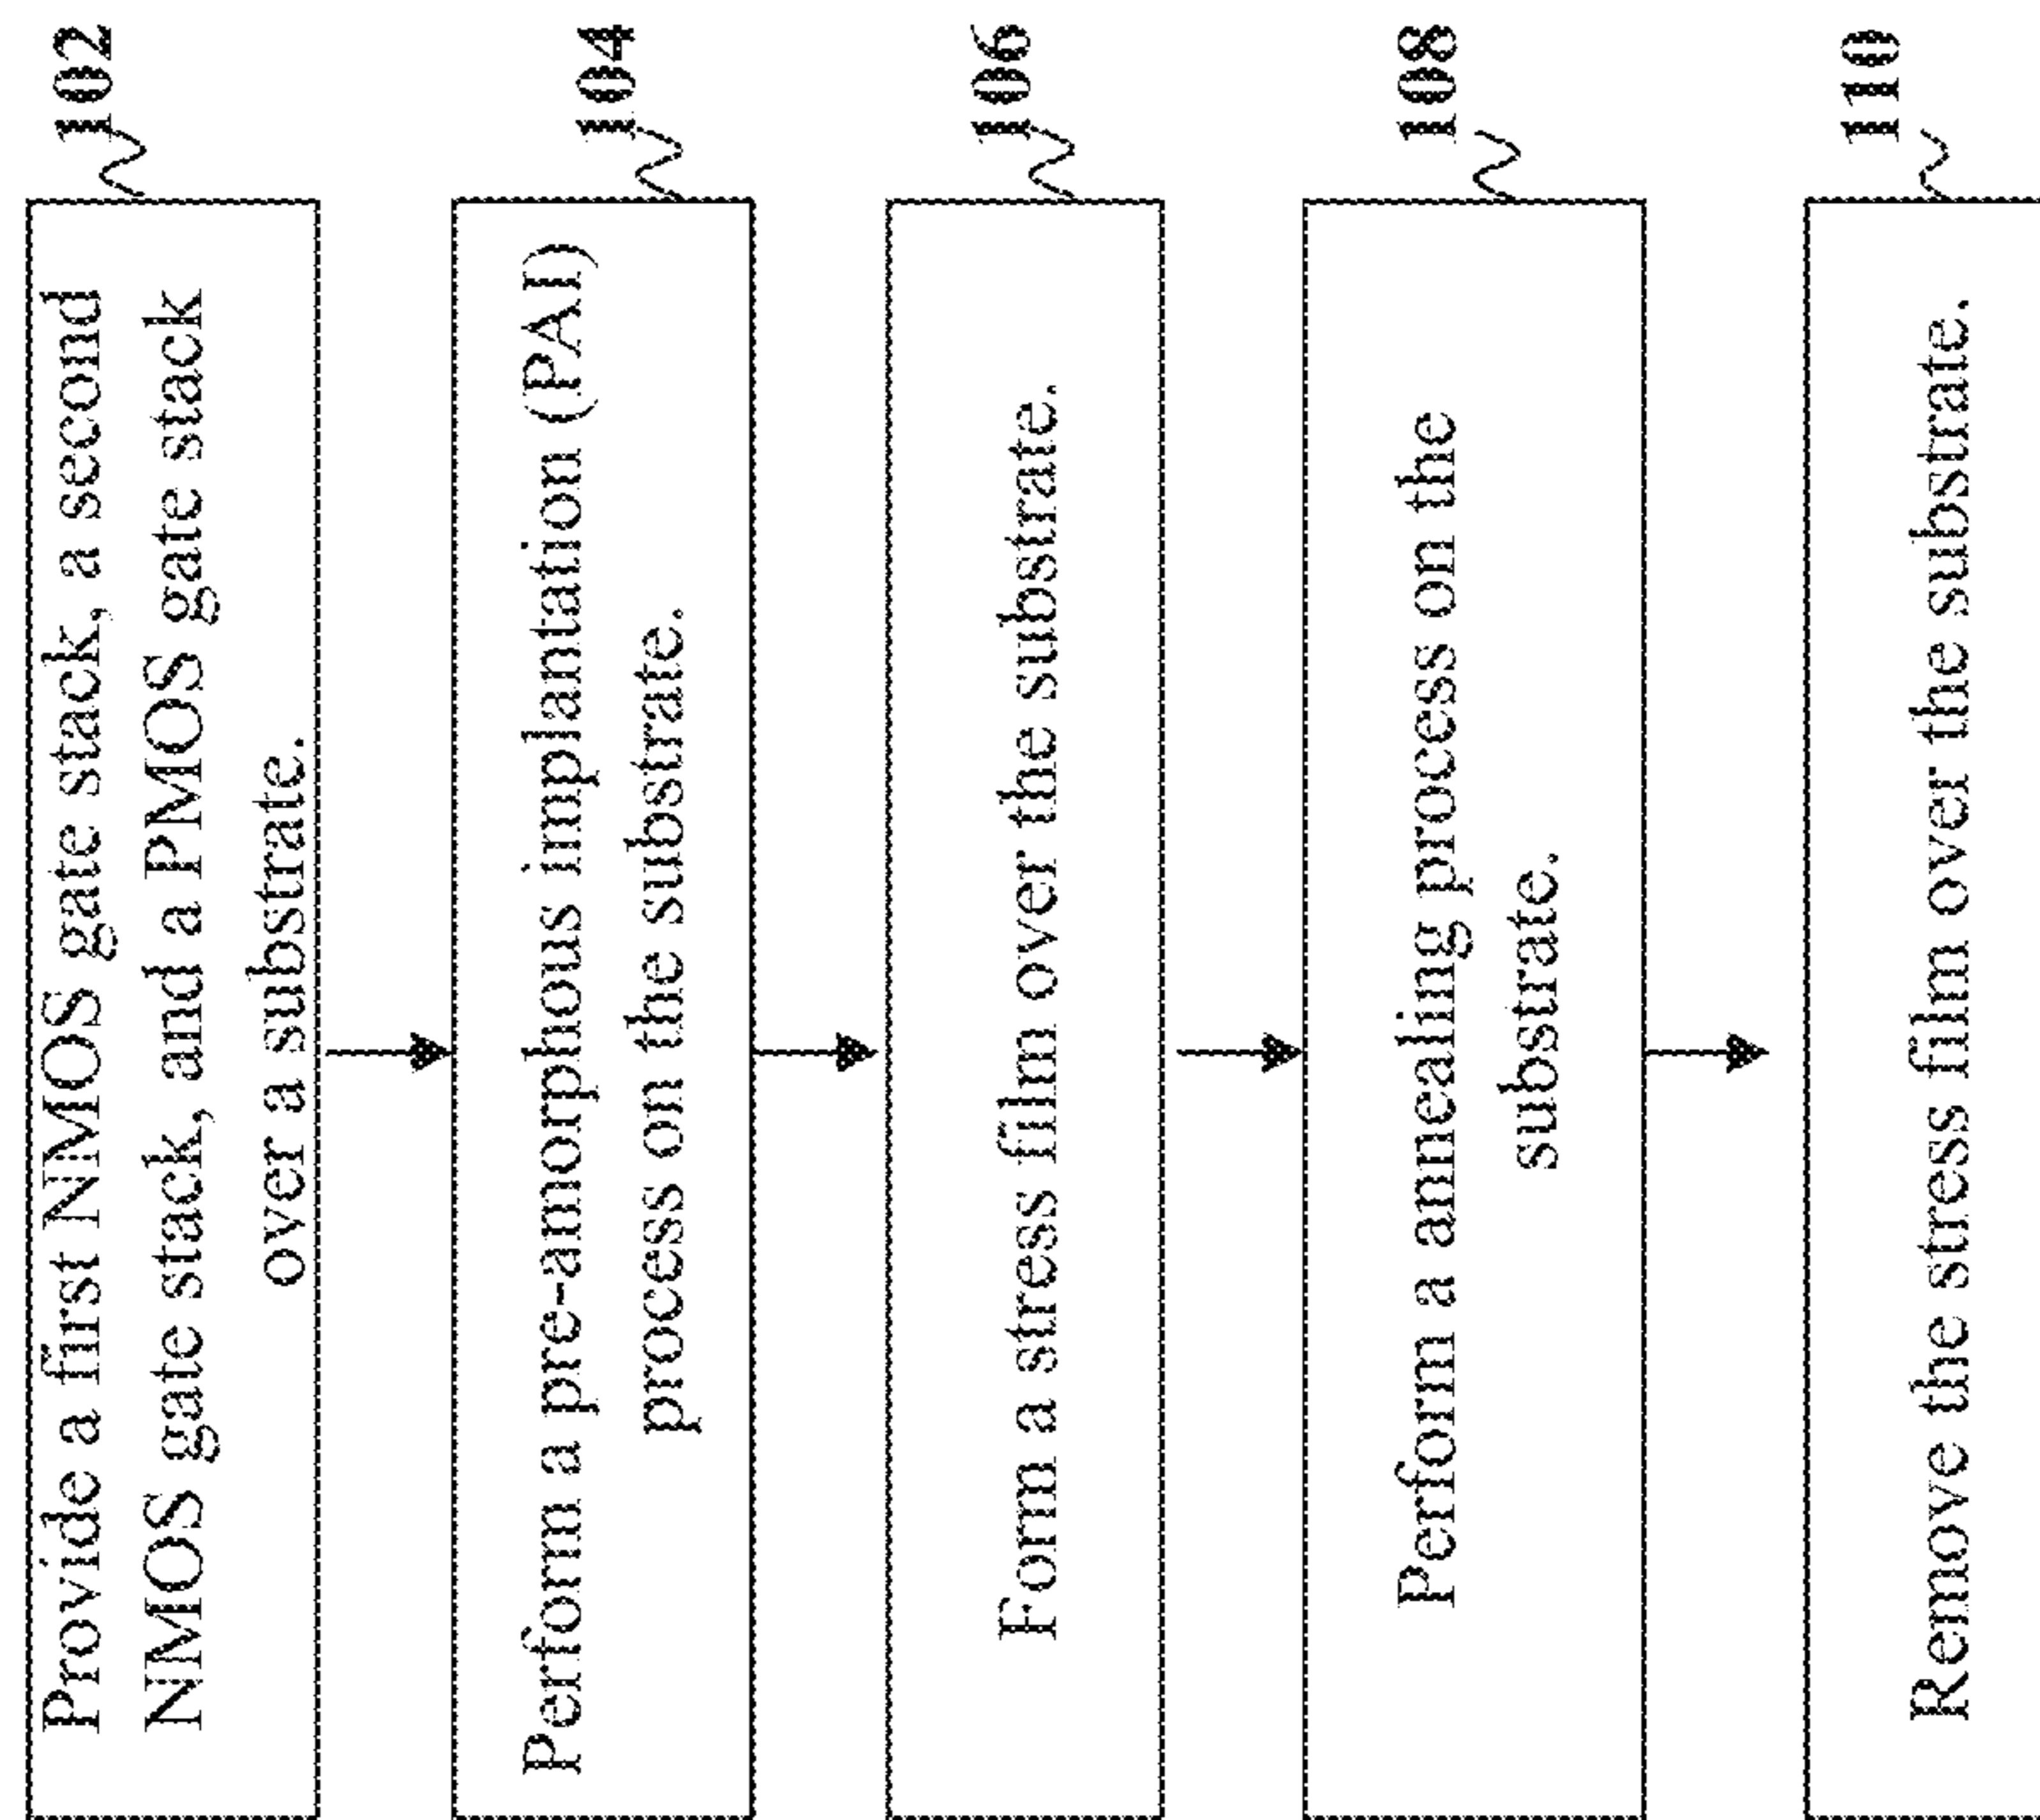 Provide a first NMOS gate stack, a second
NMOS gate stack, and a PMOS gate stack
over a substrate.
102
Perform a pre-amorphous implantation (PAI)
process on the substrate.
104
Form a stress film over the substrate.
106
Perform a annealing process on the
substrate.
108
Remove the stress film over the substrate.
110